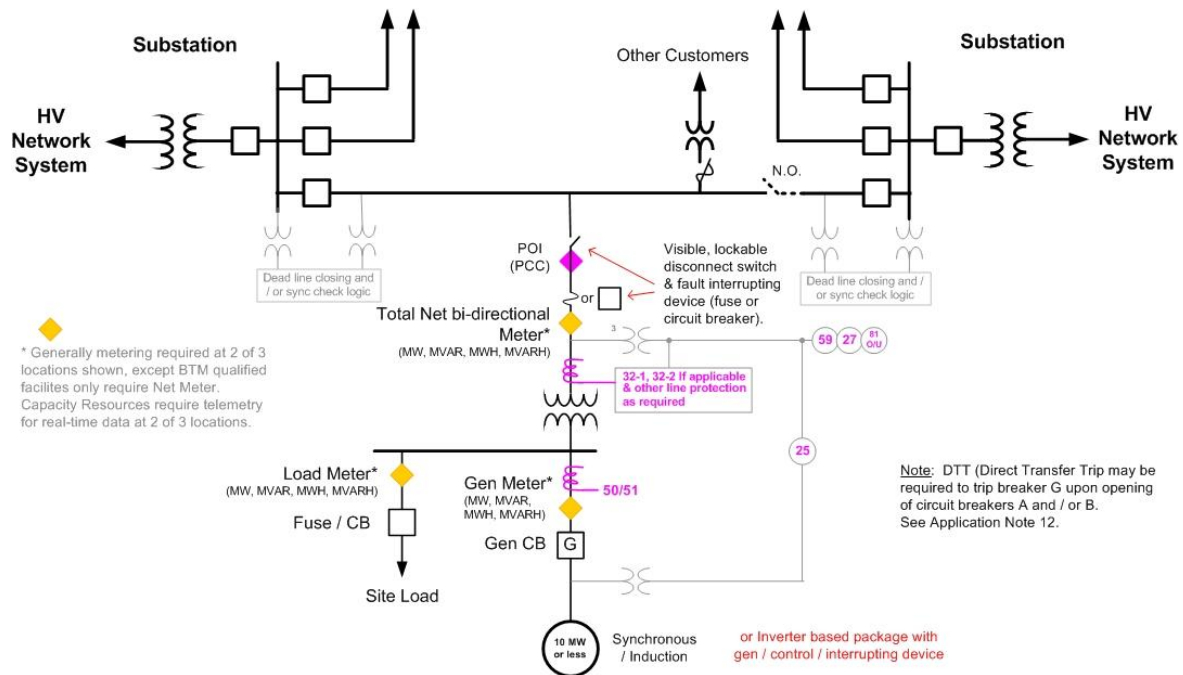 Substation
Substation
Other Customers
HV
Network
System
HV
Network
System
N.O.
POI
(PCC)
Visible, lockable
disconnect switch
& fault interrupting
device (fuse or
circuit breaker).
Dead line closing and
/ or sync check logic
Dead line closing and /
or sync check logic
or
Total Net bi-directional
Meter*
(MW, MVAR, MWH, MVARH)
3
59
27
81
O/U
* Generally metering required at 2 of 3
locations shown, except BTM qualified
facilites only require Net Meter.
Capacity Resources require telemetry
for real-time data at 2 of 3 locations.
32-1, 32-2 If applicable
& other line protection
as required
25
Load Meter*
(MW, MVAR, MWH, MVARH)
Gen Meter*
(MW, MVAR,
MWH, MVARH)
50/51
Fuse / CB
Gen CB
G
Note: DTT (Direct Transfer Trip may be
required to trip breaker G upon opening
of circuit breakers A and / or B.
See Application Note 12.
Site Load
10 MW
or less
Synchronous
/ Induction
or Inverter based package with
gen / control / interrupting device